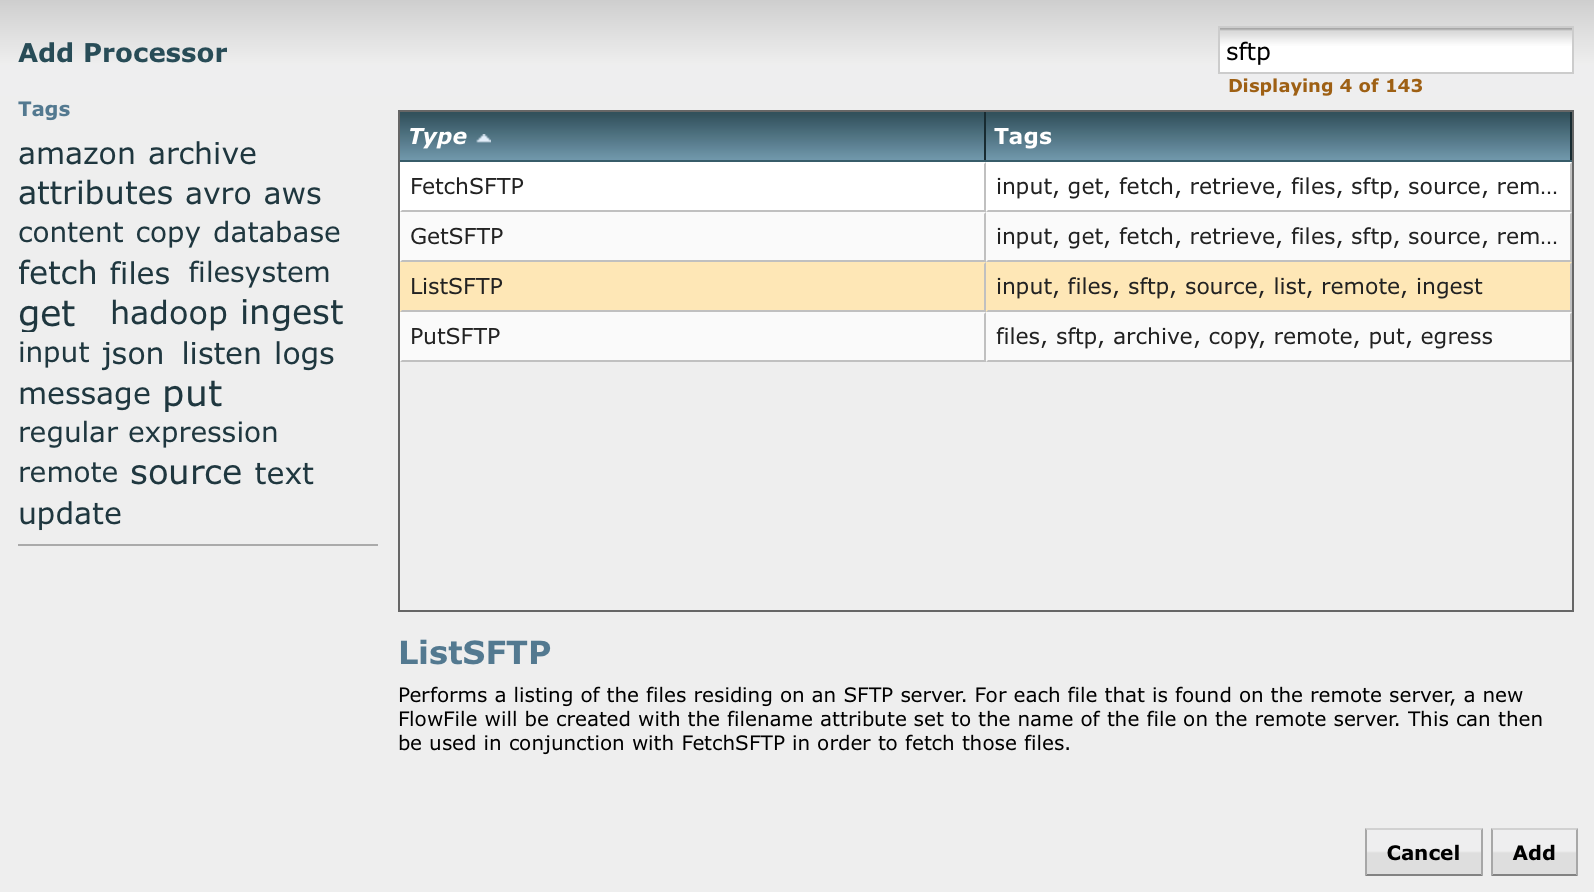 Add Processor
sftp
Displaying 4 of 143
Tags
amazon archive
attributes avro aws
content copy database
fetch files filesystem
get hadoop ingest
input json listen logs
message put
regular expression
remote source text
update
Type Tags
FetchSFTP input, get, fetch, retrieve, files, sftp, source, rem...
GetSFTP input, get, fetch, retrieve, files, sftp, source, rem...
ListSFTP input, files, sftp, source, list, remote, ingest
PutSFTP files, sftp, archive, copy, remote, put, egress
ListSFTP
Performs a listing of the files residing on an SFTP server. For each file that is found on the remote server, a new
FlowFile will be created with the filename attribute set to the name of the file on the remote server. This can then
be used in conjunction with FetchSFTP in order to fetch those files.
Cancel Add